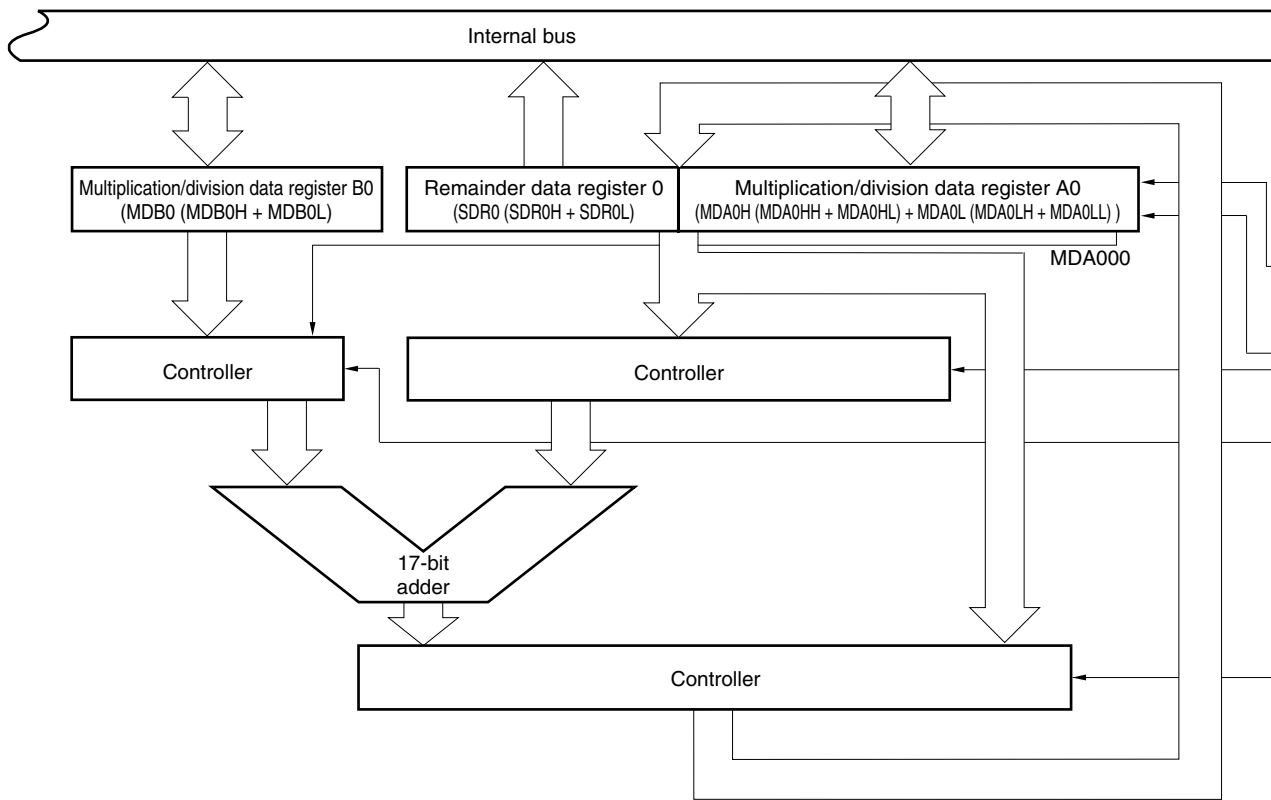 Internal bus
Multiplication/division data register B0
(MDB0 (MDB0H + MDB0L)
Remainder data register 0
(SDR0 (SDR0H + SDR0L)
Multiplication/division data register A0
(MDA0H (MDA0HH + MDA0HL) + MDA0L (MDA0LH + MDA0LL) )
MDA000
Controller
Controller
17-bit
adder
Controller